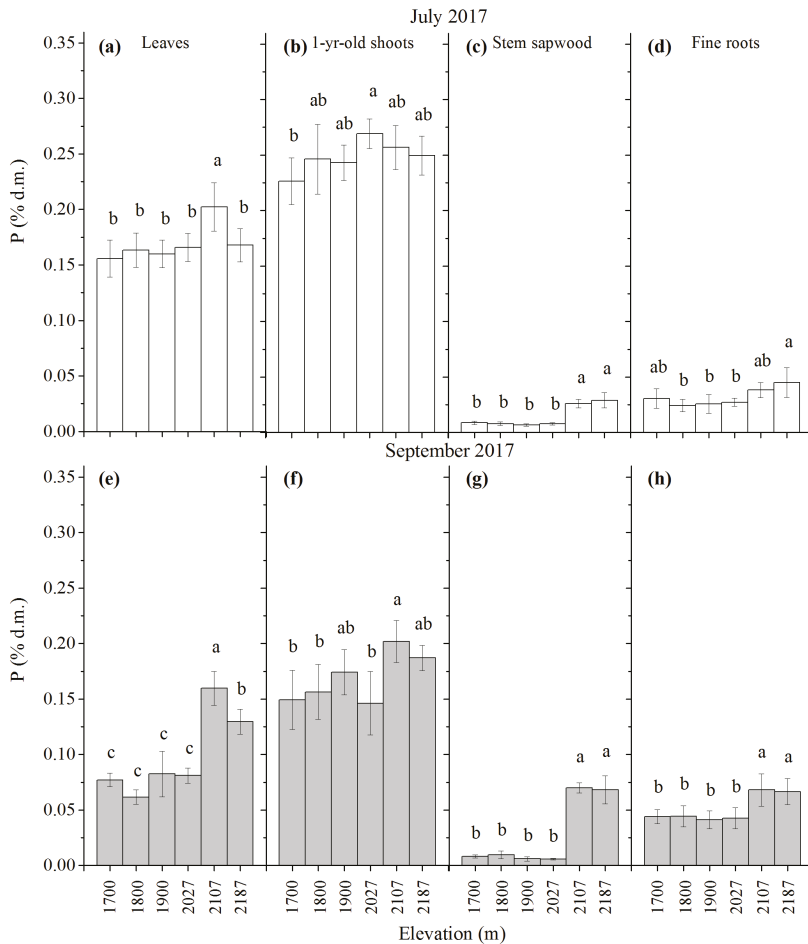 July 2017
(a) Leaves (b) 1-yr-old shoots (c) Stem sapwood (d) Fine roots
P (% d.m.)
0.35
0.30
0.25
0.20
0.15
0.10
0.05
0.00
b b b b a b
b ab ab a ab ab
b b b b a a
ab b b b ab a
September 2017
(e) (f) (g) (h)
P (% d.m.)
0.35
0.30
0.25
0.20
0.15
0.10
0.05
0.00
c c c c a b
b b ab b a ab
b b b b a a
b b b b a a
1700 1800 1900 2027 2107 2187 1700 1800 1900 2027 2107 2187 1700 1800 1900 2027 2107 2187 1700 1800 1900 2027 2107 2187
Elevation (m)